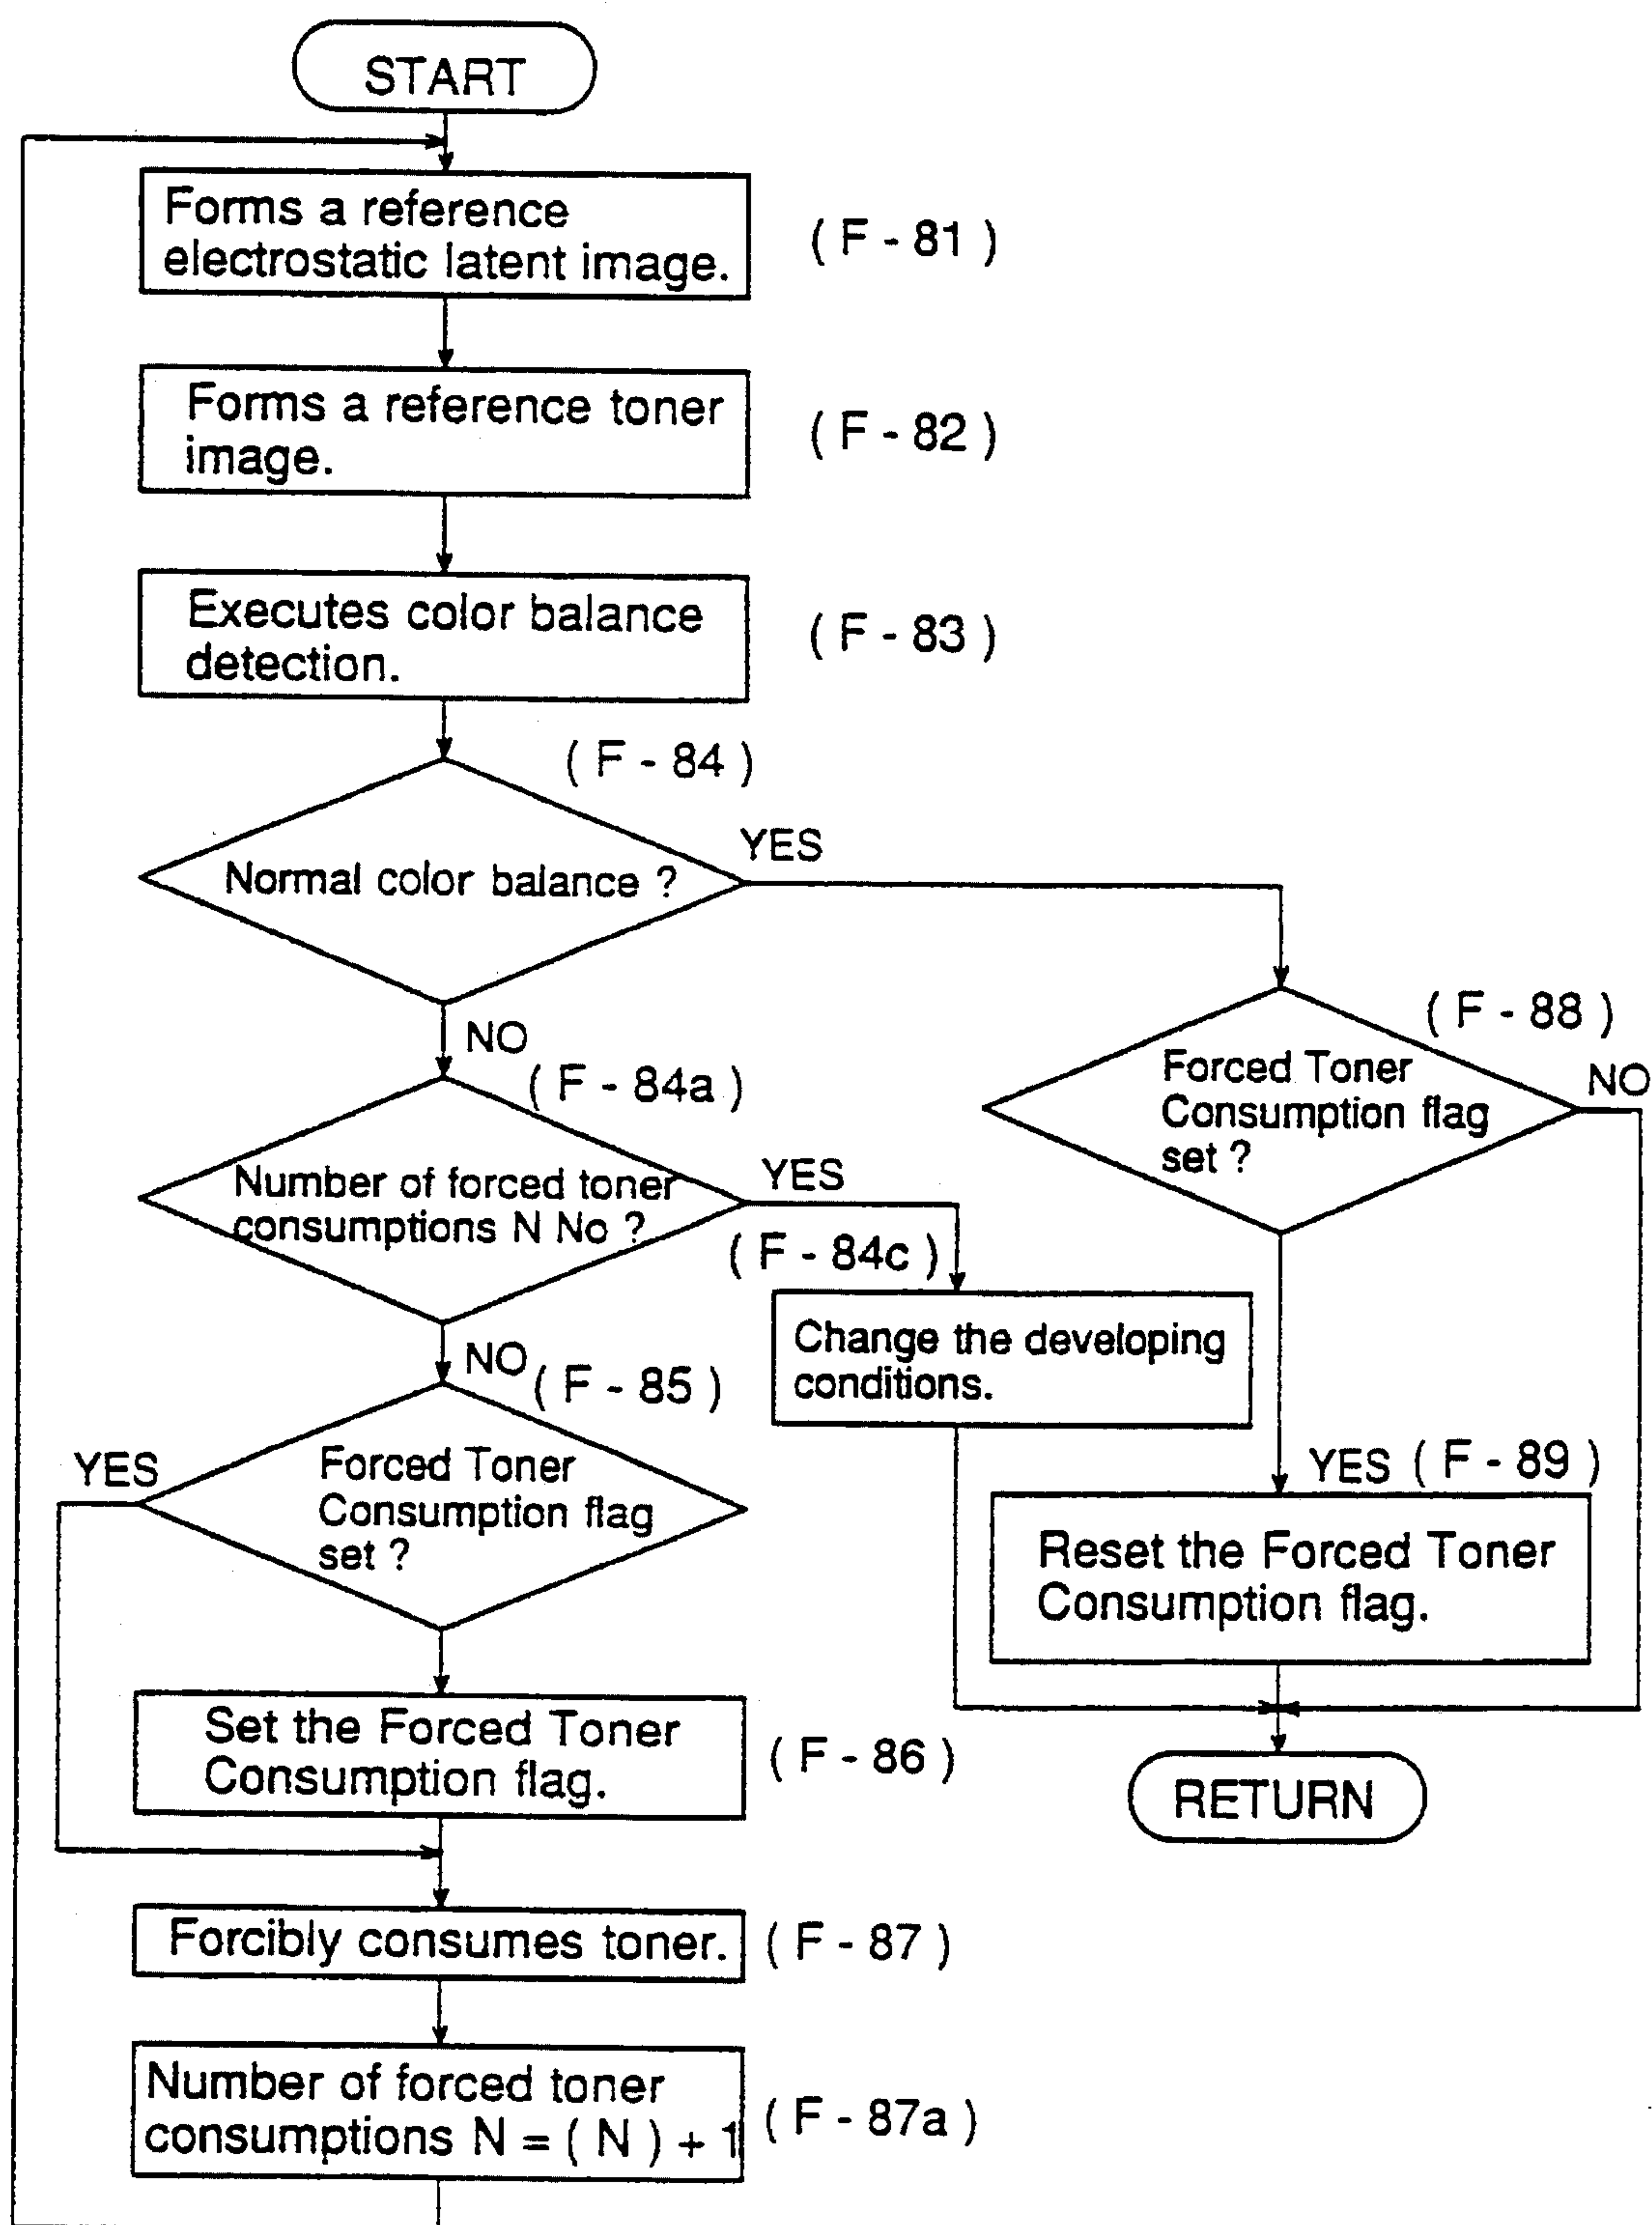 START
Forms a reference
electrostatic latent image.
( F - 81 )
Forms a reference toner
image.
( F - 82 )
Executes color balance
detection.
( F - 83 )
( F - 84 )
Normal color balance ?
YES
NO
( F - 84a )
Number of forced toner
consumptions N No ?
YES
( F - 84c )
Change the developing
conditions.
NO
( F - 85 )
YES
Forced Toner
Consumption flag
set ?
Set the Forced Toner
Consumption flag.
( F - 86 )
Forcibly consumes toner.
( F - 87 )
Number of forced toner
consumptions N = ( N ) + 1
( F - 87a )
( F - 88 )
Forced Toner
Consumption flag
set ?
NO
YES
( F - 89 )
Reset the Forced Toner
Consumption flag.
RETURN